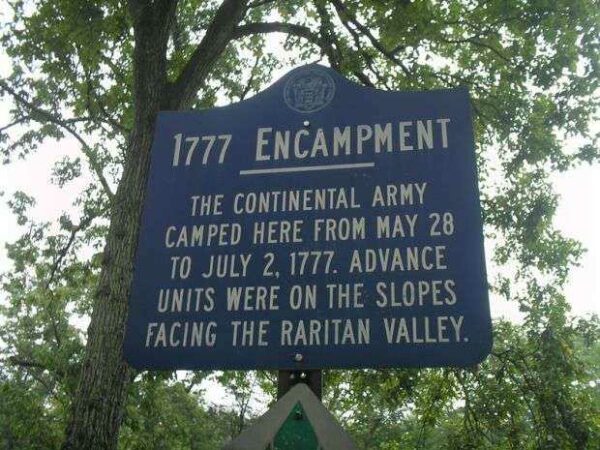 1777 ENCAMPMENT
THE CONTINENTAL ARMY
CAMPED HERE FROM MAY 28
TO JULY 2, 1777. ADVANCE
UNITS WERE ON THE SLOPES
FACING THE RARITAN VALLEY.